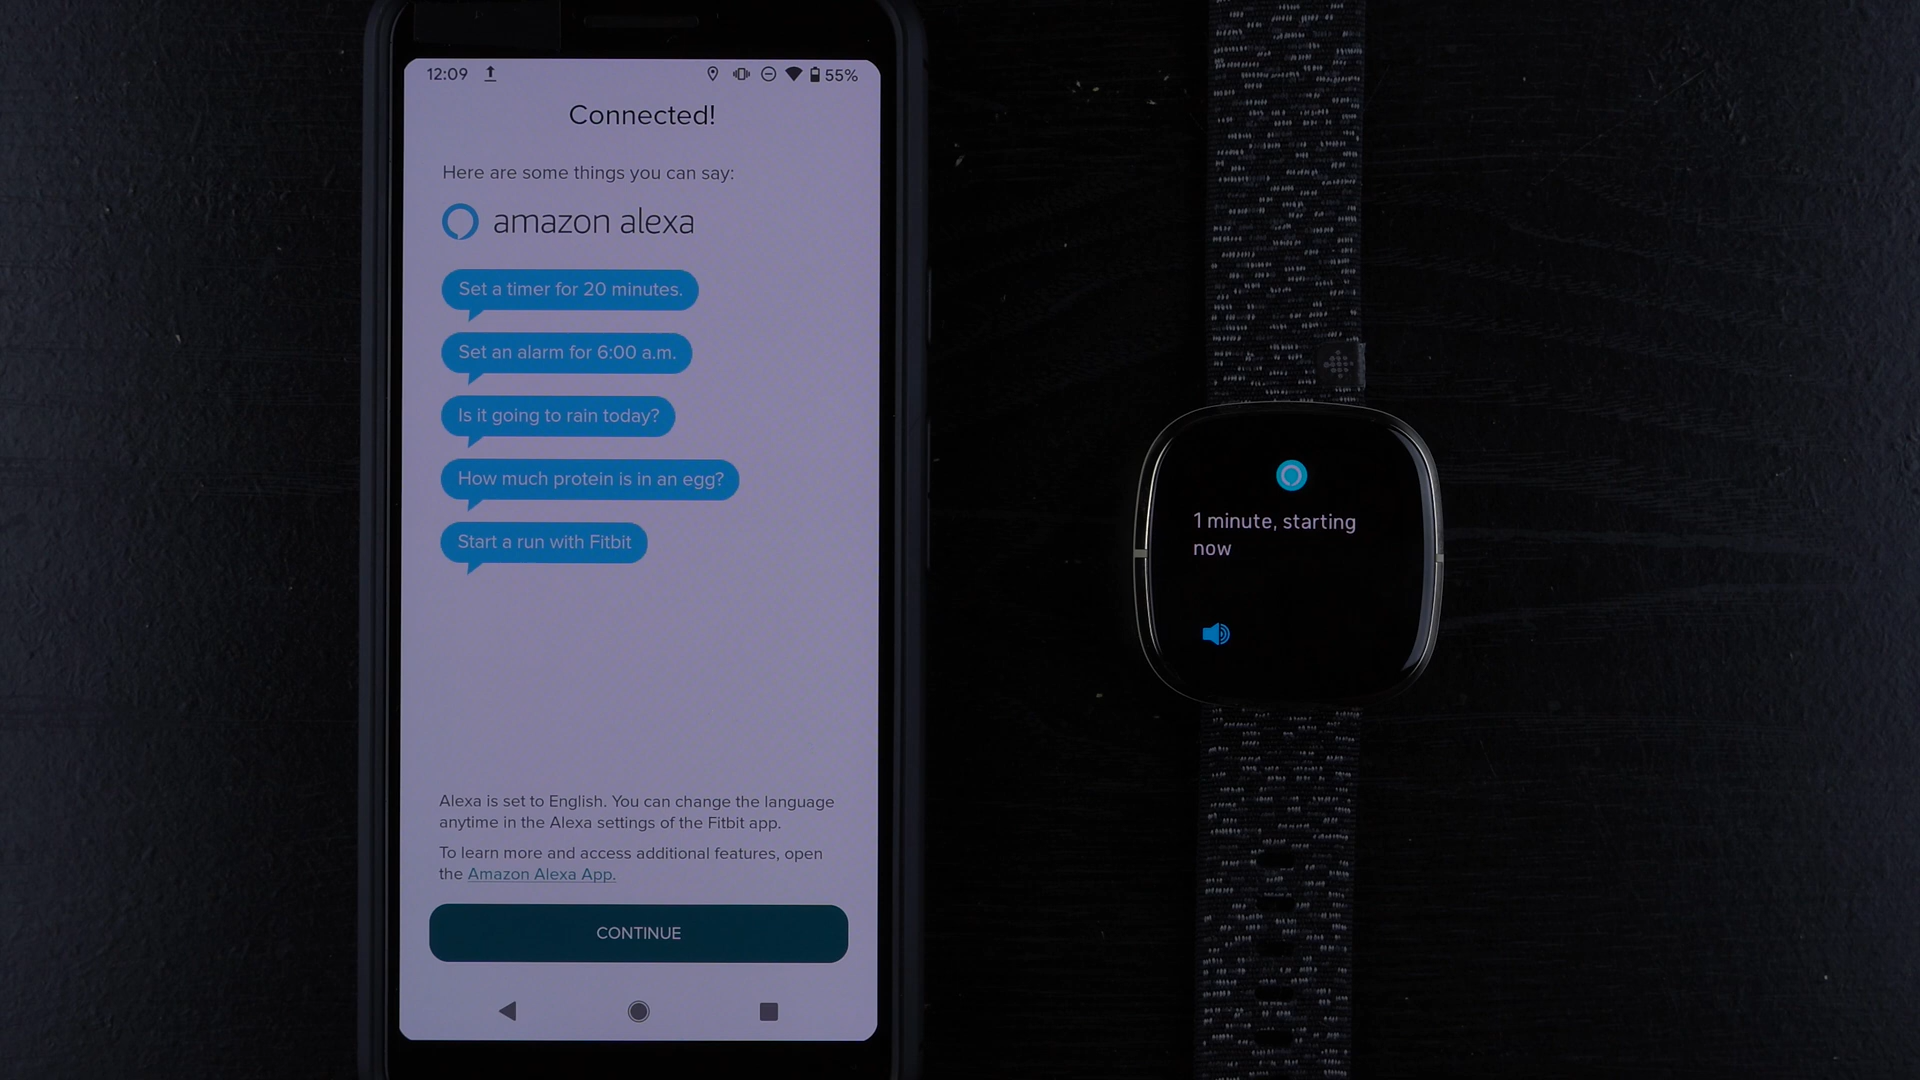 12:09
55%
Connected!
Here are some things you can say:
amazon alexa
Set a timer for 20 minutes.
Set an alarm for 6:00 a.m.
Is it going to rain today?
How much protein is in an egg?
Start a run with Fitbit
Alexa is set to English. You can change the language
anytime in the Alexa settings of the Fitbit app.
To learn more and access additional features, open
the Amazon Alexa App.
CONTINUE
1 minute, starting
now